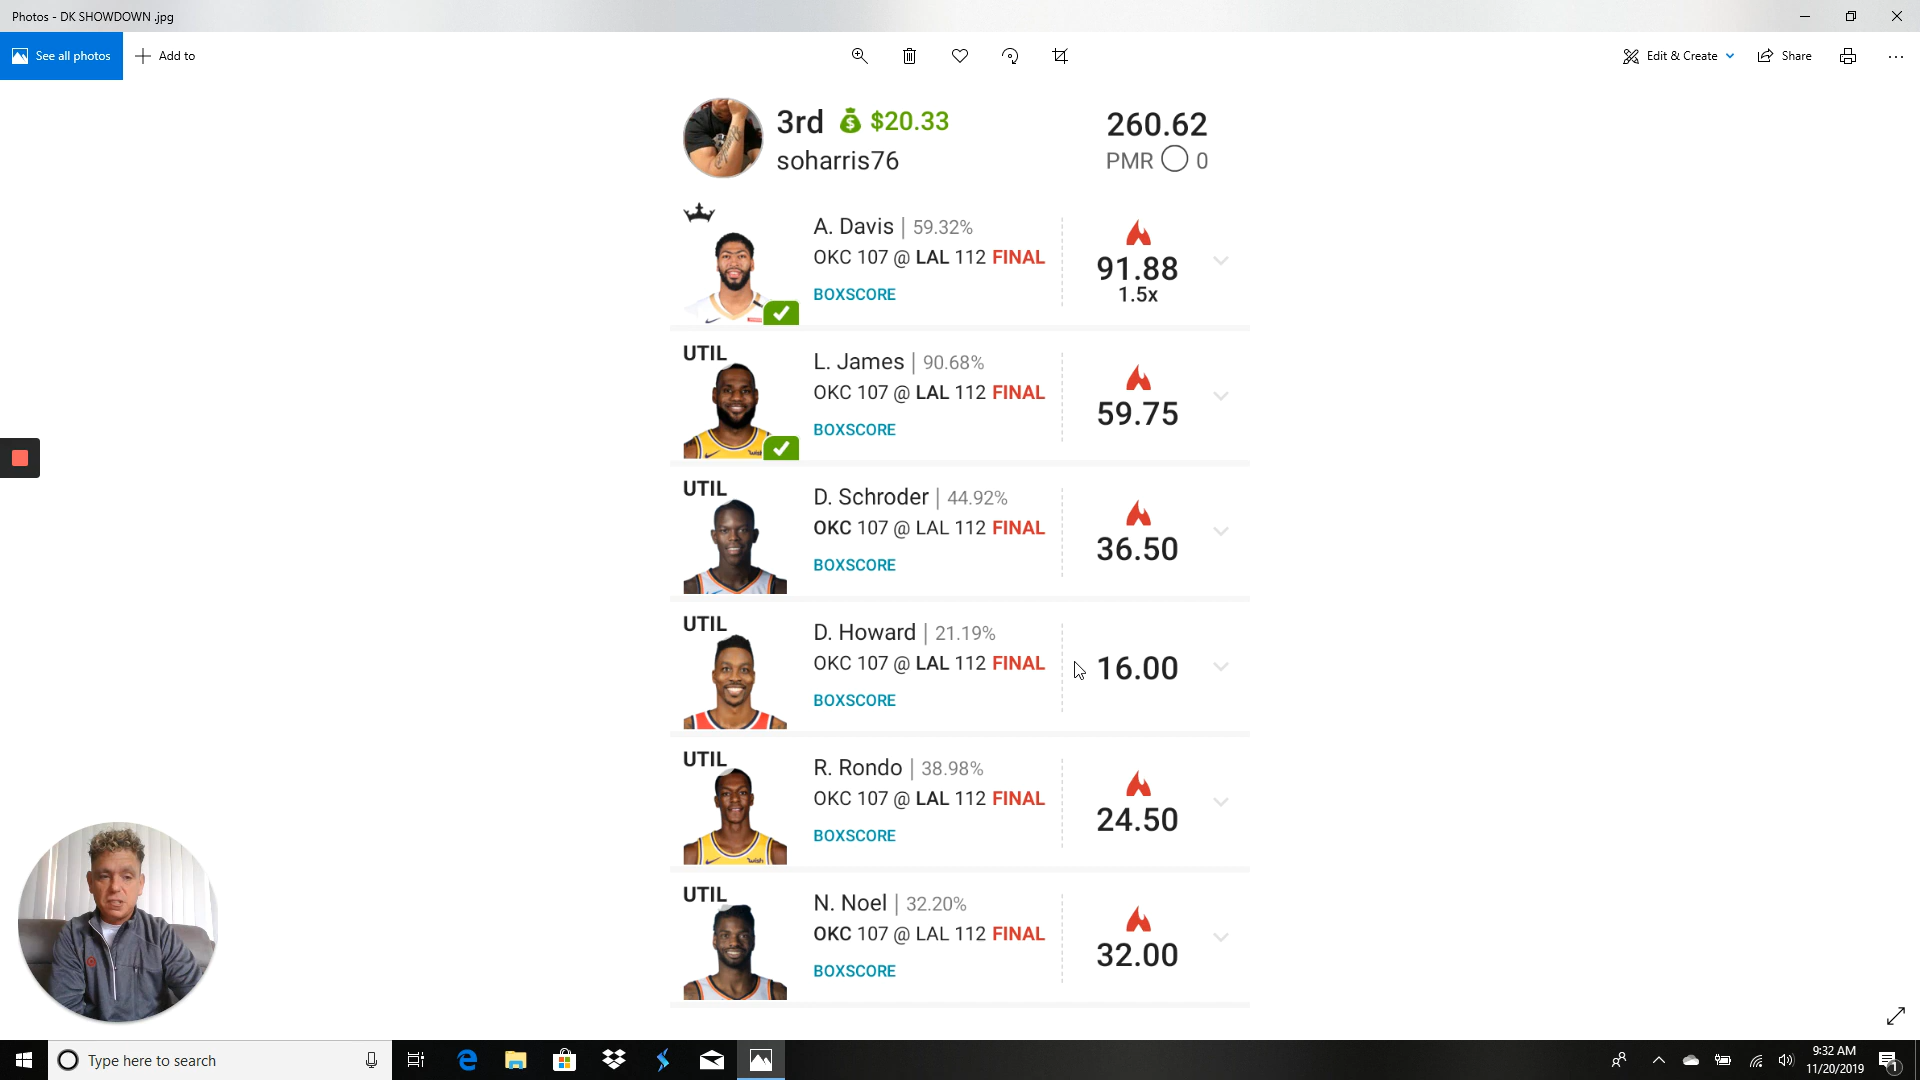 Photos - DK SHOWDOWN .jpg
See all photos
Add to
Edit & Create
Share
3rd $20.33
260.62
soharris76
PMR 0
A. Davis | 59.32%
OKC 107 @ LAL 112 FINAL
91.88
BOXSCORE
1.5x
UTIL
L. James | 90.68%
OKC 107 @ LAL 112 FINAL
59.75
BOXSCORE
UTIL
D. Schroder | 44.92%
OKC 107 @ LAL 112 FINAL
36.50
BOXSCORE
UTIL
D. Howard | 21.19%
OKC 107 @ LAL 112 FINAL
16.00
BOXSCORE
UTIL
R. Rondo | 38.98%
OKC 107 @ LAL 112 FINAL
24.50
BOXSCORE
UTIL
N. Noel | 32.20%
OKC 107 @ LAL 112 FINAL
32.00
BOXSCORE
Type here to search
9:32 AM
11/20/2019
1